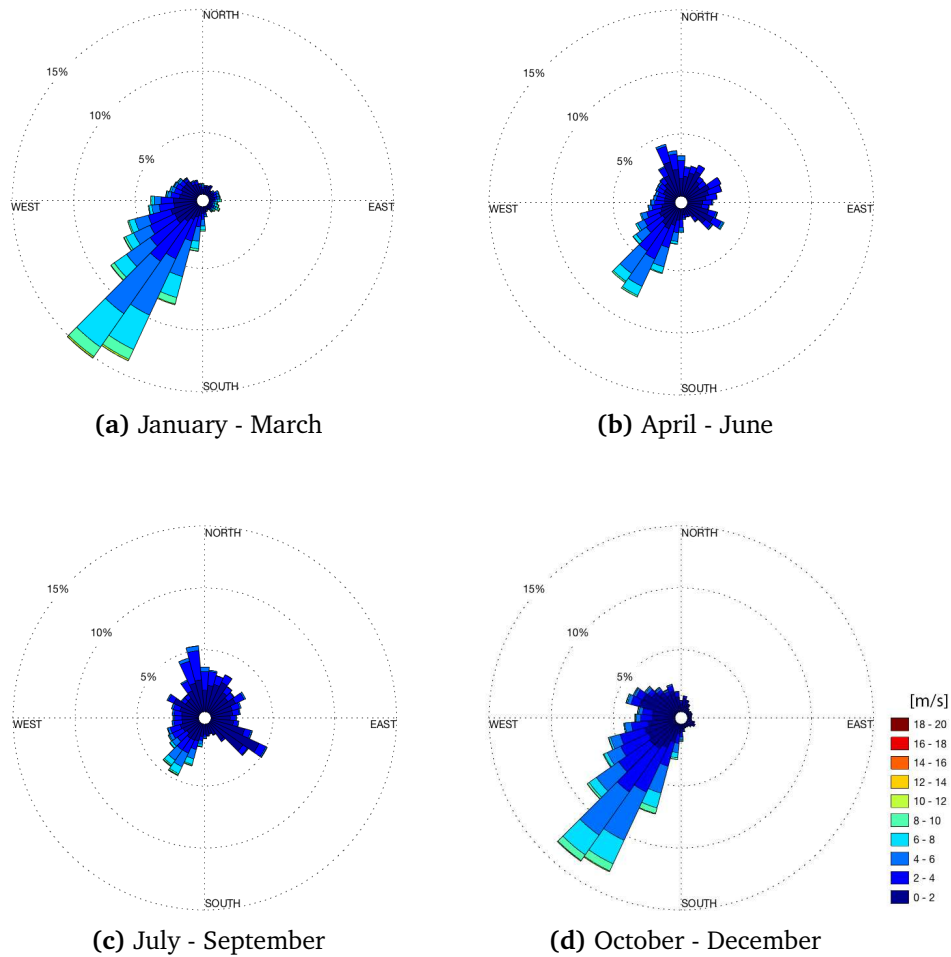 NORTH
15%
10%
5%
WEST
EAST
SOUTH
(a) January - March
NORTH
15%
10%
5%
WEST
EAST
SOUTH
(b) April - June
NORTH
15%
10%
5%
WEST
EAST
SOUTH
(c) July - September
NORTH
15%
10%
5%
WEST
EAST
SOUTH
(d) October - December
[m/s]
18 - 20
16 - 18
14 - 16
12 - 14
10 - 12
8 - 10
6 - 8
4 - 6
2 - 4
0 - 2